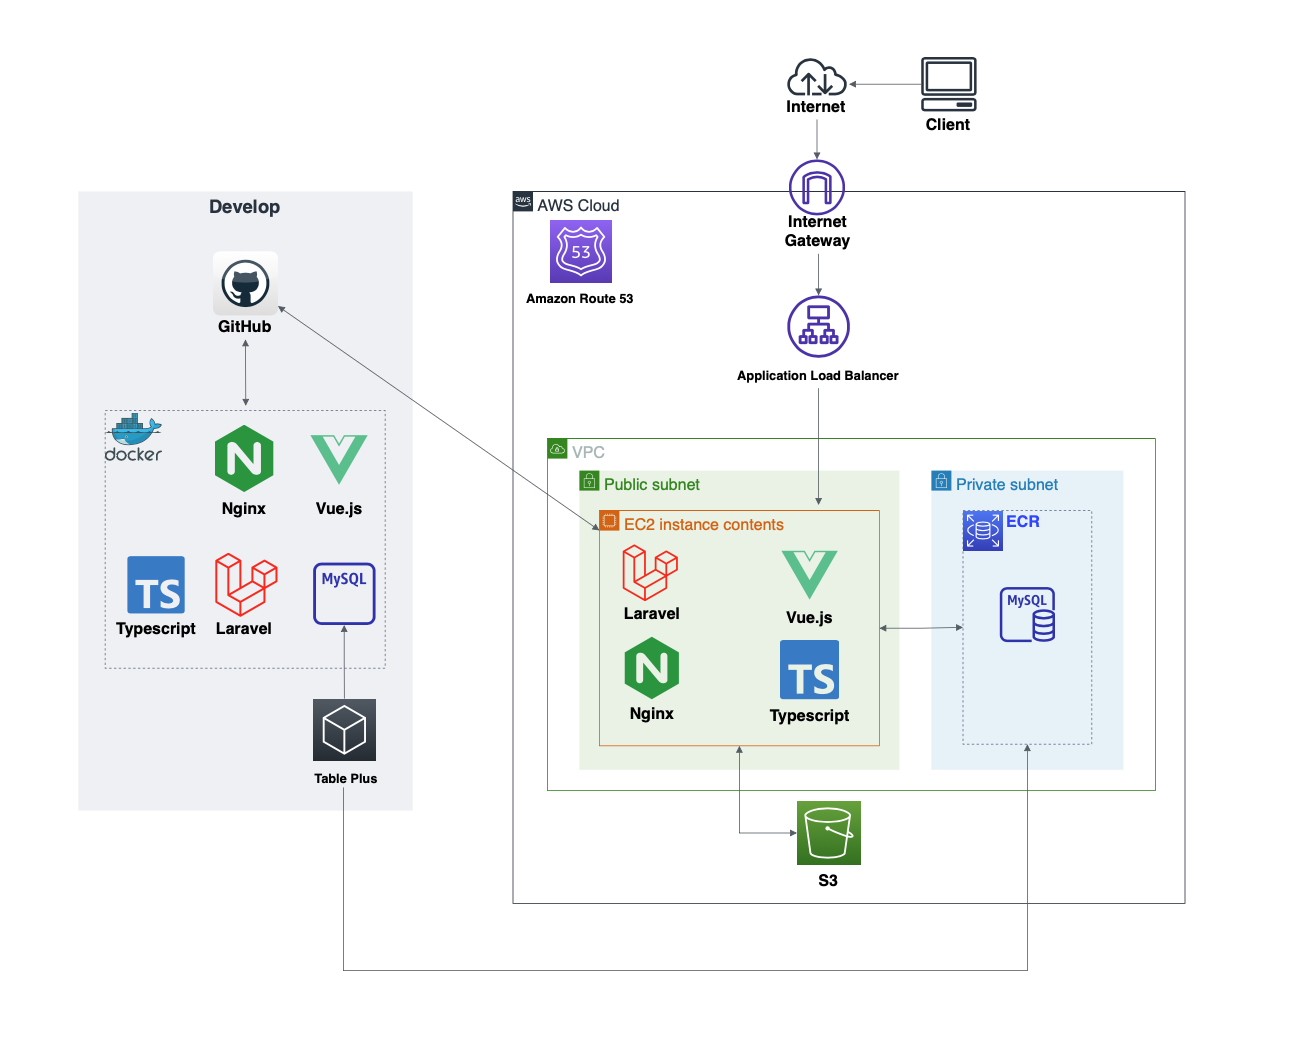 Internet
Client
Develop
aws
AWS Cloud
Internet
Gateway
53
Amazon Route 53
GitHub
Application Load Balancer
docker
Nginx
Vue.js
VPC
Public subnet
Private subnet
EC2 instance contents
ECR
TS
Typescript
Laravel
MySQL
Laravel
Vue.js
MySQL
Nginx
TS
Typescript
Table Plus
S3